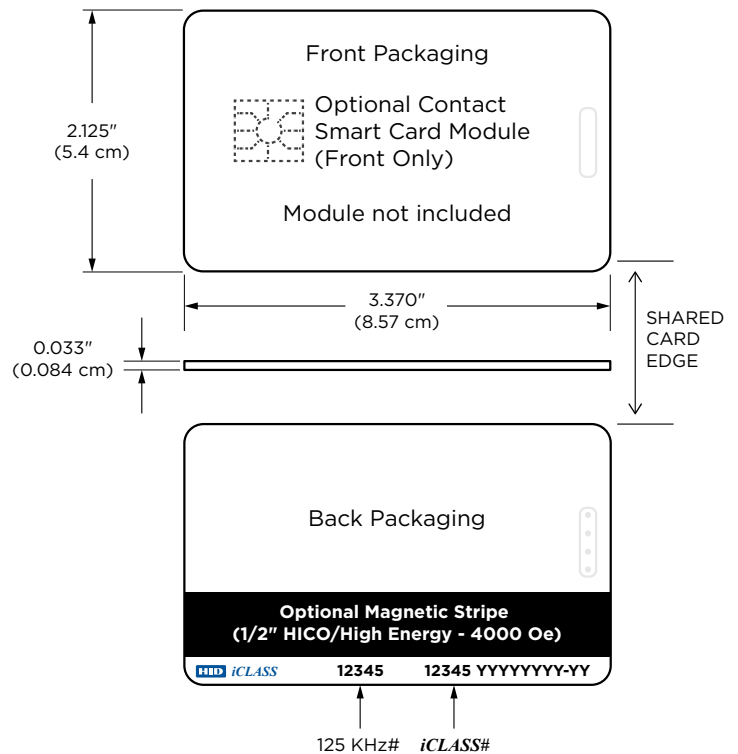 Front Packaging
2.125"
(5.4 cm)
Optional Contact
Smart Card Module
(Front Only)
Module not included
3.370"
(8.57 cm)
SHARED
CARD
EDGE
0.033"
(0.084 cm)
Back Packaging
Optional Magnetic Stripe
(1/2" HICO/High Energy - 4000 Oe)
HID iCLASS 12345 12345 YYYYYYYY-YY
125 KHz# iCLASS#